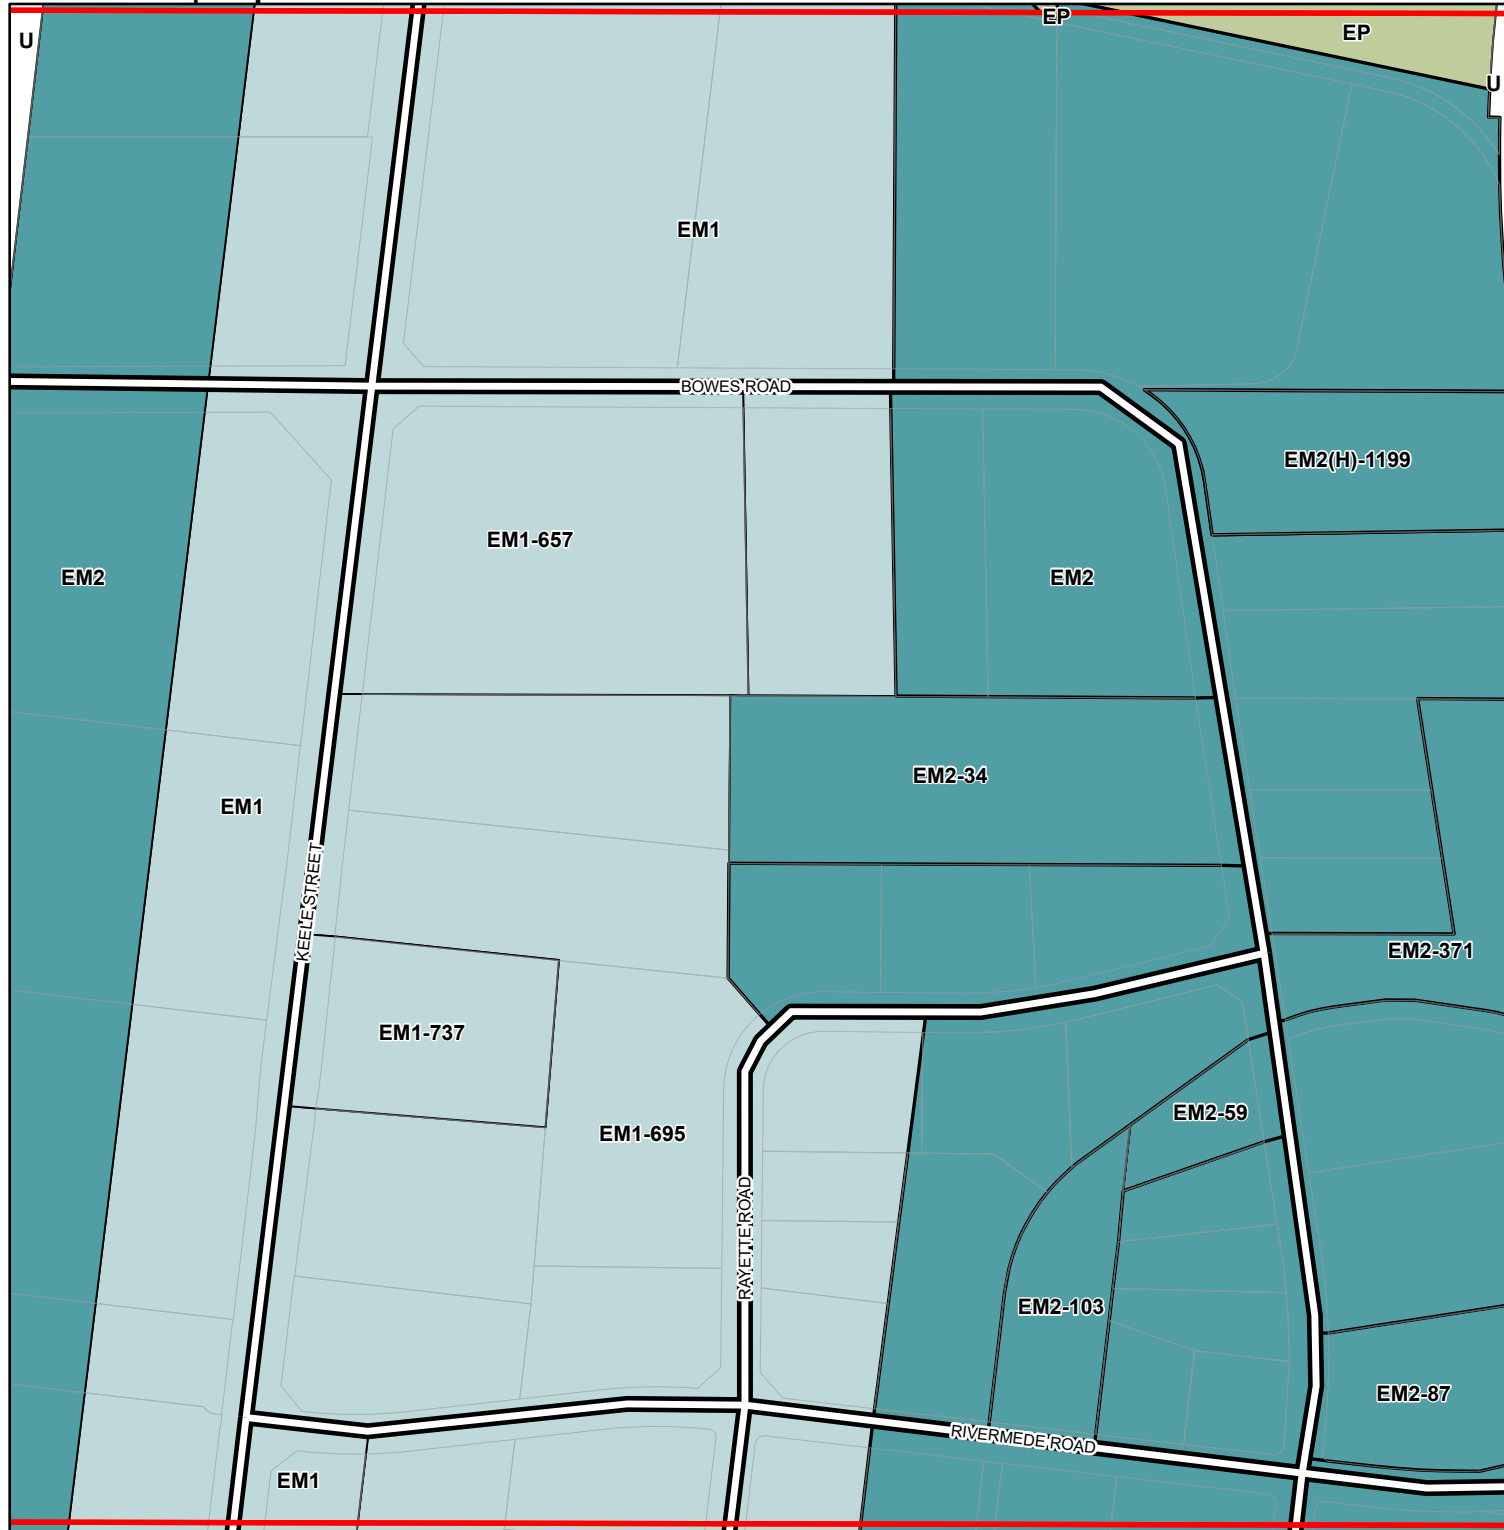 EP
EP
U
U
EM1
BOWES ROAD
EM2(H)-1199
EM1-657
EM2
EM2
EM2-34
EM1
KEELE STREET
EM2-371
EM1-737
EM2-59
EM1-695
RAYETTE ROAD
EM2-103
EM2-87
RIVERMEDE ROAD
EM1